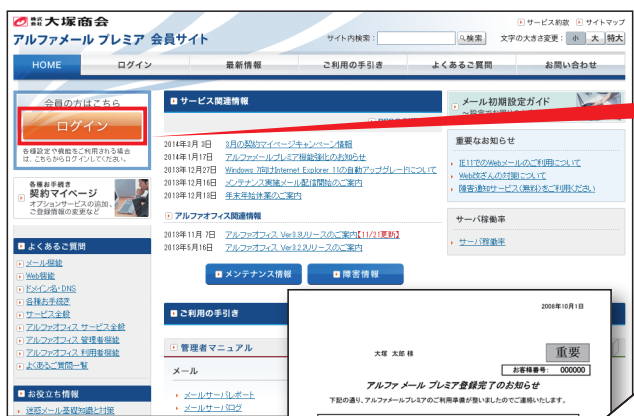 株式会社 大塚商会
サービス約款 サイトマップ
アルファメール プレミア 会員サイト
サイト内検索：
検索
文字の大きさ変更： 小 大 特大
HOME ログイン 最新情報 ご利用の手引き よくあるご質問 お問い合わせ
会員の方はこちら
ログイン
各種設定や機能をご利用される場合
は、こちらからログインしてください。
各種お手続き
契約マイページ
オプションサービスの追加、
ご登録情報の変更など
よくあるご質問
メール機能
Web機能
ドメイン名・DNS
各種お手続き
サービス全般
アルファオフィス サービス全般
アルファオフィス 管理者機能
アルファオフィス 利用者機能
よくあるご質問一覧
お役立ち情報
迷惑メール基礎知識と対策
サービス関連情報
2014年3月 3日 3月の契約マイページキャンペーン情報
2014年1月17日 アルファメールプレミア機能強化のお知らせ
2013年12月27日 Windows 7向けInternet Explorer 11の自動アップグレードについて
2013年12月16日 メンテナンス実施メール配信開始のご案内
2013年12月13日 年末年始休業のご案内
アルファオフィス関連情報
2013年11月 7日 アルファオフィス Ver3.3リリースのご案内【11/21更新】
2013年5月16日 アルファオフィス Ver3.2.2リリースのご案内
メンテナンス情報 障害情報
ご利用の手引き
管理者マニュアル
メール
メールサーバレポート
メールサーバログ
メール初期設定ガイド
重要なお知らせ
IE11でのWebメールのご利用について
Web改ざんの対策について
障害通知サービス(無料)をご利用ください
サーバ稼働率
サーバ稼働率
2008年10月1日
大塚 太郎 様
重要
お客様番号： 000000
アルファ メール プレミア登録完了のお知らせ
下記の通り、アルファメールプレミアのご利用準備が整いましたのでご連絡いたします。